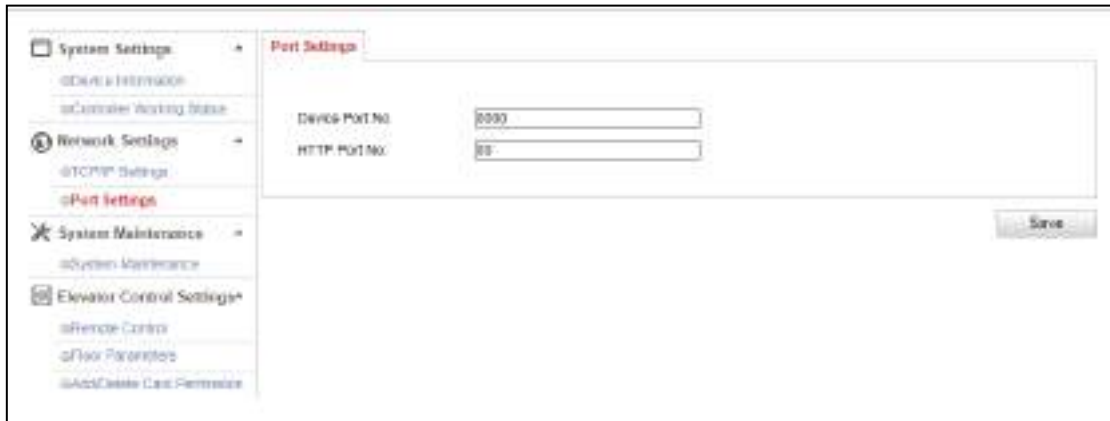 System Settings
Device Information
Controller Working Status
Network Settings
TCP/IP Settings
Port Settings
System Maintenance
System Maintenance
Elevator Control Settings
Remote Control
Floor Parameters
Add/Delete Card Permission
Port Settings
Device Port No.
8000
HTTP Port No.
80
Save